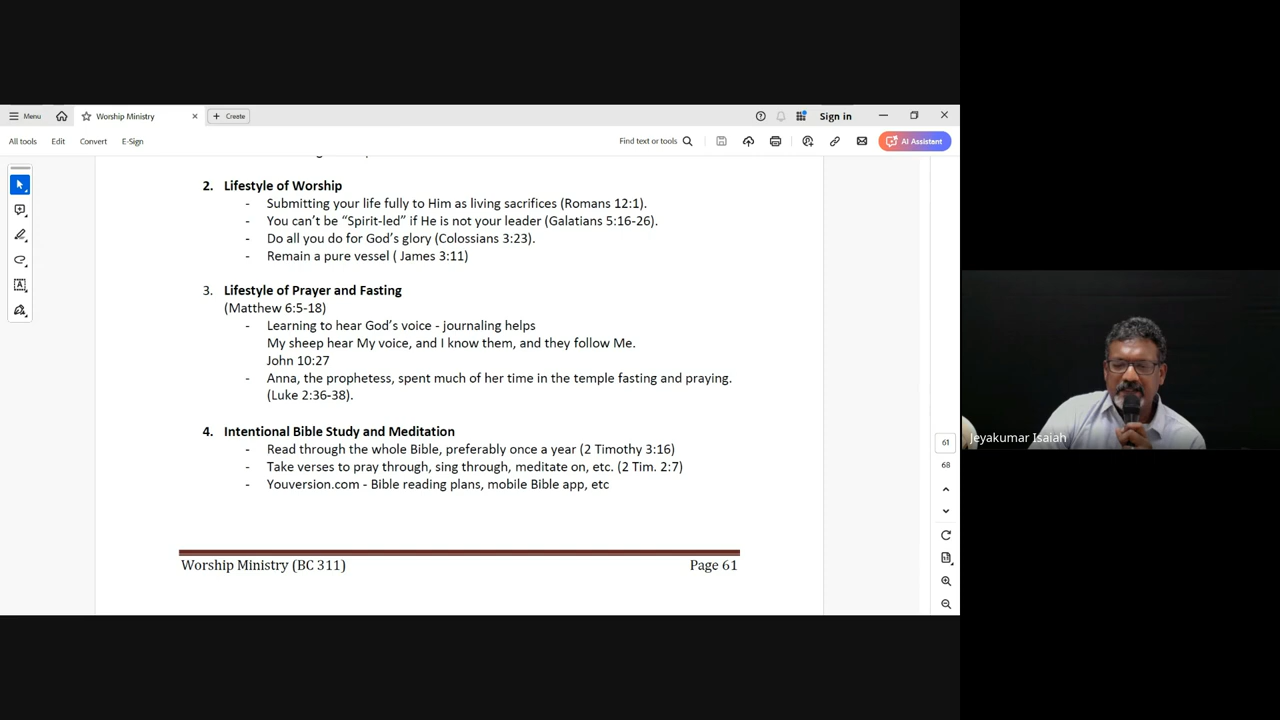 Menu
Worship Ministry
Create
Sign in
All tools
Edit
Convert
E-Sign
Find text or tools
AI Assistant
2. Lifestyle of Worship
- Submitting your life fully to Him as living sacrifices (Romans 12:1).
- You can’t be “Spirit-led” if He is not your leader (Galatians 5:16-26).
- Do all you do for God’s glory (Colossians 3:23).
- Remain a pure vessel ( James 3:11)
3. Lifestyle of Prayer and Fasting
(Matthew 6:5-18)
- Learning to hear God’s voice - journaling helps
My sheep hear My voice, and I know them, and they follow Me.
John 10:27
- Anna, the prophetess, spent much of her time in the temple fasting and praying.
(Luke 2:36-38).
4. Intentional Bible Study and Meditation
- Read through the whole Bible, preferably once a year (2 Timothy 3:16)
- Take verses to pray through, sing through, meditate on, etc. (2 Tim. 2:7)
- Youversion.com - Bible reading plans, mobile Bible app, etc
Worship Ministry (BC 311) Page 61
61
68
Jeyakumar Isaiah